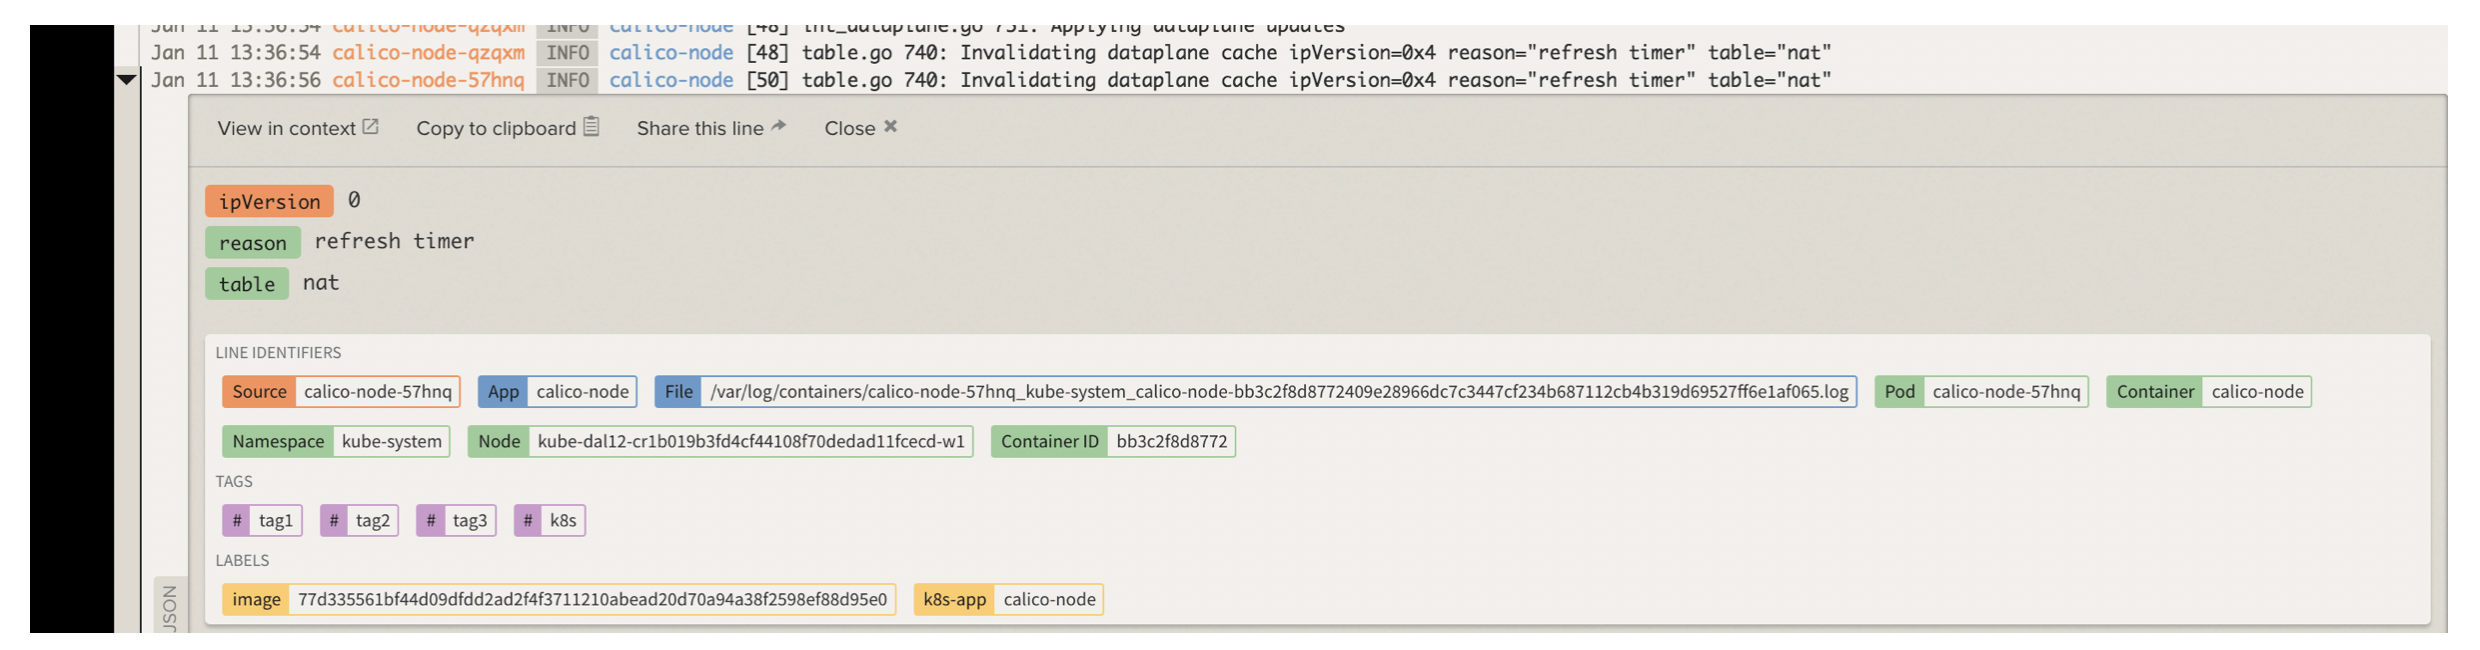 Jan 11 13:36:54 calico-node-qzqxm INFO calico-node [48] int_dataplane.go 751: Applying dataplane updates
Jan 11 13:36:54 calico-node-qzqxm INFO calico-node [48] table.go 740: Invalidating dataplane cache ipVersion=0x4 reason="refresh timer" table="nat"
Jan 11 13:36:56 calico-node-57hnq INFO calico-node [50] table.go 740: Invalidating dataplane cache ipVersion=0x4 reason="refresh timer" table="nat"
View in context Copy to clipboard Share this line Close
ipVersion 0
reason refresh timer
table nat
LINE IDENTIFIERS
Source calico-node-57hnq App calico-node File /var/log/containers/calico-node-57hnq_kube-system_calico-node-bb3c2f8d8772409e28966dc7c3447cf234b687112cb4b319d69527ff6e1af065.log Pod calico-node-57hnq Container calico-node
Namespace kube-system Node kube-dal12-cr1b019b3fd4cf44108f70dedad11fcecd-w1 Container ID bb3c2f8d8772
TAGS
# tag1 # tag2 # tag3 # k8s
LABELS
image 77d335561bf44d09dfdd2ad2f4f3711210abead20d70a94a38f2598ef88d95e0 k8s-app calico-node
JSON